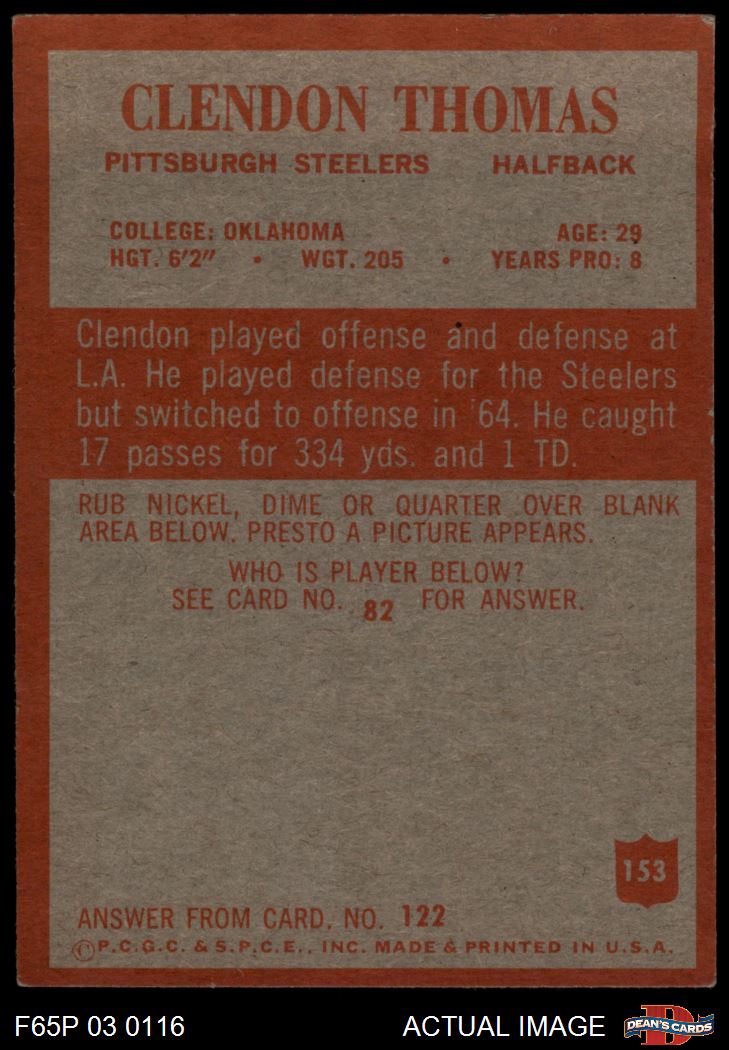 CLENDON THOMAS
PITTSBURGH STEELERS HALFBACK
COLLEGE: OKLAHOMA AGE: 29
HGT. 6'2" • WGT. 205 • YEARS PRO: 8
Clendon played offense and defense at
L.A. He played defense for the Steelers
but switched to offense in '64. He caught
17 passes for 334 yds. and 1 TD.
RUB NICKEL, DIME OR QUARTER OVER BLANK
AREA BELOW. PRESTO A PICTURE APPEARS.
WHO IS PLAYER BELOW?
SEE CARD NO. 82 FOR ANSWER.
153
ANSWER FROM CARD. NO. 122
©P.C.G.C. & S.P.C.E., INC. MADE & PRINTED IN U.S.A.
F65P 03 0116 ACTUAL IMAGE DEAN'S CARDS